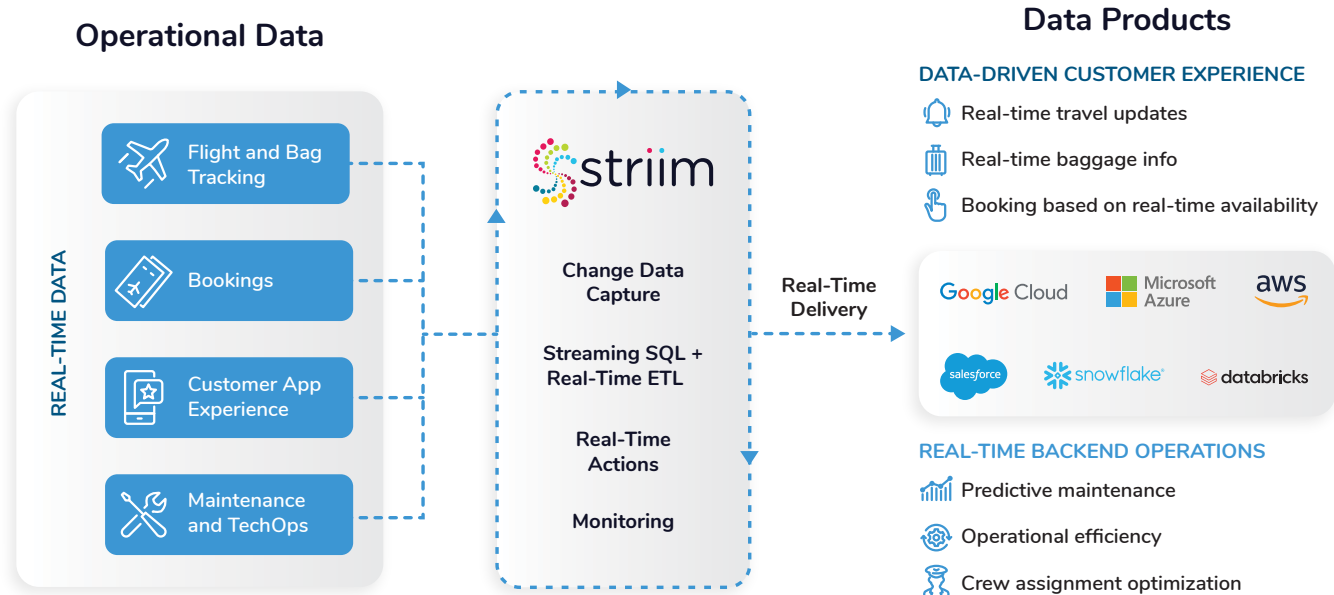 Operational Data
REAL-TIME DATA
Flight and Bag
Tracking
Bookings
Customer App
Experience
Maintenance
and TechOps
striim
Change Data
Capture
Streaming SQL +
Real-Time ETL
Real-Time
Actions
Monitoring
Real-Time
Delivery
Data Products
DATA-DRIVEN CUSTOMER EXPERIENCE
Real-time travel updates
Real-time baggage info
Booking based on real-time availability
Google Cloud
Microsoft
Azure
aws
salesforce
snowflake®
databricks
REAL-TIME BACKEND OPERATIONS
Predictive maintenance
Operational efficiency
Crew assignment optimization